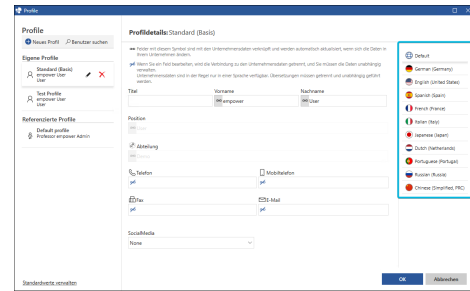 Profile
Profile
Neues Profil
Benutzer suchen
Eigene Profile
Standard (Basic)
empower User
User
Test Profile
empower User
User
Referenzierte Profile
Default profile
Professor empower Admin
Standardwerte verwalten
Profildetails: Standard (Basis)
Felder mit diesem Symbol sind mit den Unternehmensdaten verknüpft und werden automatisch aktualisiert, wenn sich die Daten in
Ihrem Unternehmen ändern.
Wenn Sie ein Feld bearbeiten, wird die Verbindung zu den Unternehmensdaten getrennt, und Sie müssen die Daten unabhängig
verwalten.
Unternehmensdaten sind in der Regel nur in einer Sprache verfügbar. Übersetzungen müssen getrennt und unabhängig geführt
werden.
Titel
Vorname
Nachname
empower
User
Position
Abteilung
Telefon
Mobiltelefon
Fax
E-Mail
SocialMedia
None
Default
German (Germany)
English (United States)
Spanish (Spain)
French (France)
Italian (Italy)
Japanese (Japan)
Dutch (Netherlands)
Portuguese (Portugal)
Russian (Russia)
Chinese (Simplified, PRC)
OK
Abbrechen